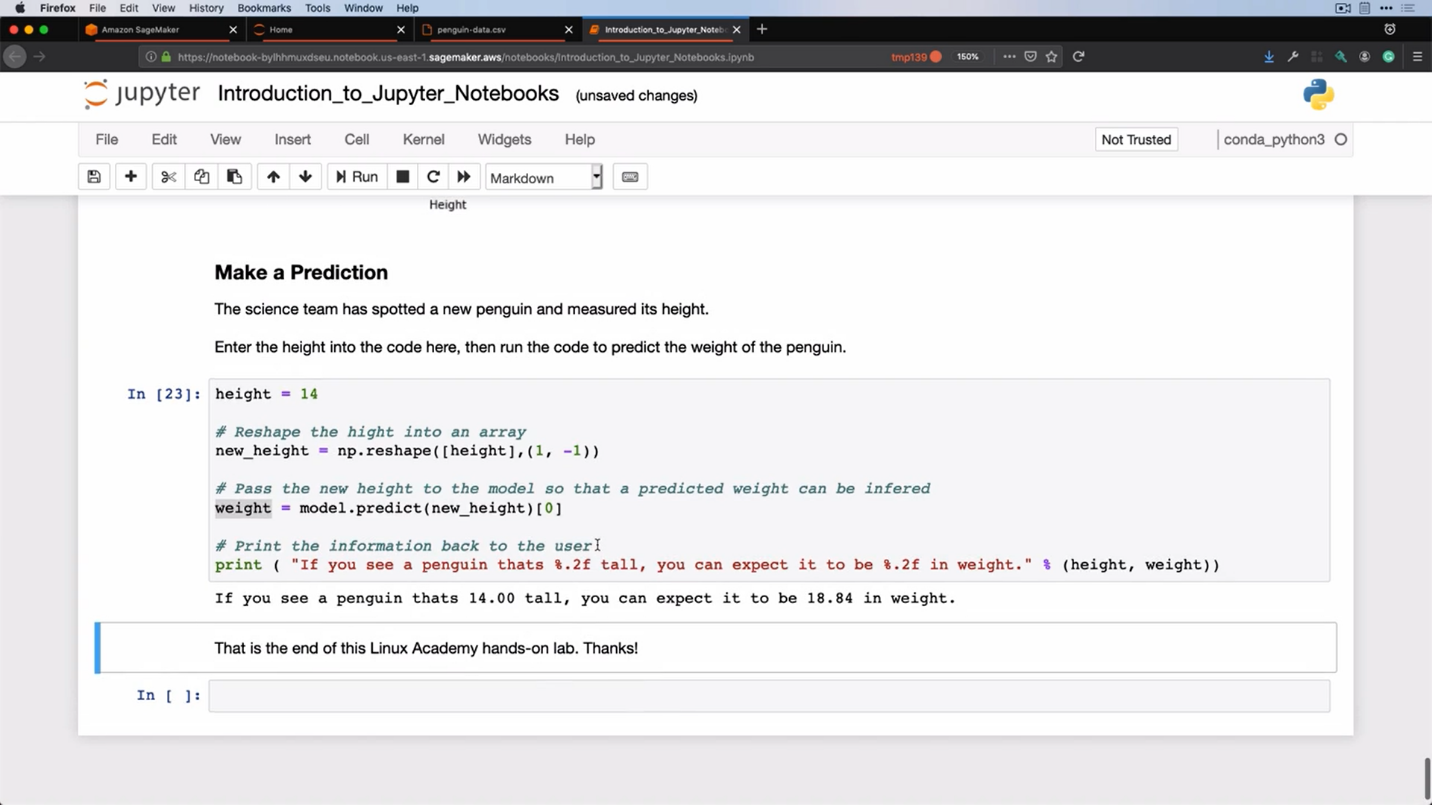 Firefox File Edit View History Bookmarks Tools Window Help
Amazon SageMaker Home penguin-data.csv Introduction_to_Jupyter_Noteb
https://notebook-bylhhmuxdseu.notebook.us-east-1.sagemaker.aws/notebooks/Introduction_to_Jupyter_Notebooks.ipynb tmp139 150%
jupyter Introduction_to_Jupyter_Notebooks (unsaved changes)
File Edit View Insert Cell Kernel Widgets Help Not Trusted conda_python3
Run Markdown
Height
Make a Prediction
The science team has spotted a new penguin and measured its height.
Enter the height into the code here, then run the code to predict the weight of the penguin.
In [23]: height = 14
# Reshape the hight into an array
new_height = np.reshape([height],(1, -1))
# Pass the new height to the model so that a predicted weight can be infered
weight = model.predict(new_height)[0]
# Print the information back to the user
print ( "If you see a penguin thats %.2f tall, you can expect it to be %.2f in weight." % (height, weight))
If you see a penguin thats 14.00 tall, you can expect it to be 18.84 in weight.
That is the end of this Linux Academy hands-on lab. Thanks!
In [ ]: